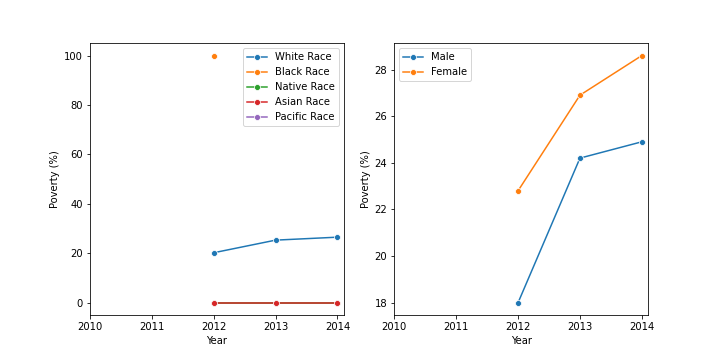 White Race
Black Race
Native Race
Asian Race
Pacific Race
Poverty (%)
100
80
60
40
20
0
2010 2011 2012 2013 2014
Year
Male
Female
Poverty (%)
28
26
24
22
20
18
2010 2011 2012 2013 2014
Year